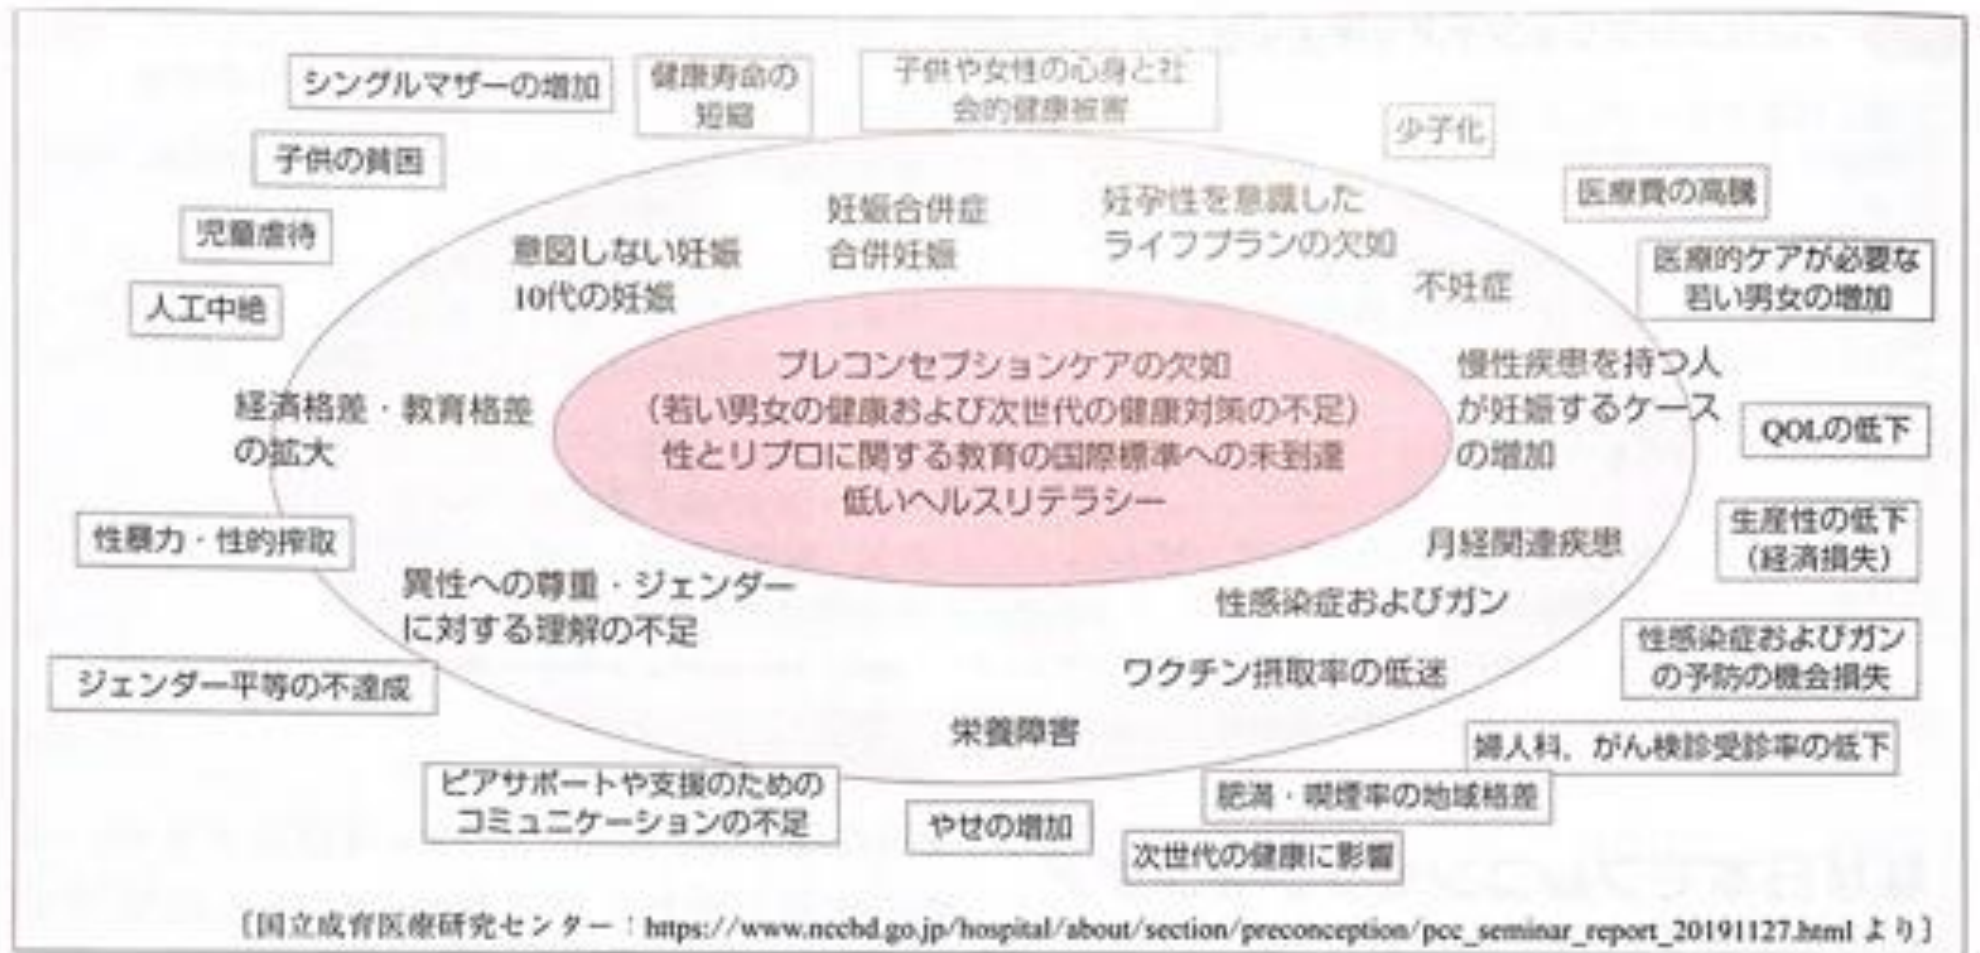 シングルマザーの増加
健康寿命の
短縮
子供や女性の心身と社
会的健康被害
少子化
子供の貧困
医療費の高騰
児童虐待
医療的ケアが必要な
若い男女の増加
人工中絶
意図しない妊娠
10代の妊娠
妊娠合併症
合併妊娠
妊孕性を意識した
ライフプランの欠如
不妊症
経済格差・教育格差
の拡大
プレコンセプションケアの欠如
（若い男女の健康および次世代の健康対策の不足）
性とリプロに関する教育の国際標準への未到達
低いヘルスリテラシー
慢性疾患を持つ人
が妊娠するケース
の増加
QOLの低下
性暴力・性的搾取
月経関連疾患
生産性の低下
（経済損失）
異性への尊重・ジェンダー
に対する理解の不足
性感染症およびガン
性感染症およびガン
の予防の機会損失
ジェンダー平等の不達成
ワクチン摂取率の低迷
栄養障害
婦人科，がん検診受診率の低下
ピアサポートや支援のための
コミュニケーションの不足
やせの増加
肥満・喫煙率の地域格差
次世代の健康に影響
〔国立成育医療研究センター：https://www.ncchd.go.jp/hospital/about/section/preconception/pcc_seminar_report_20191127.html より〕